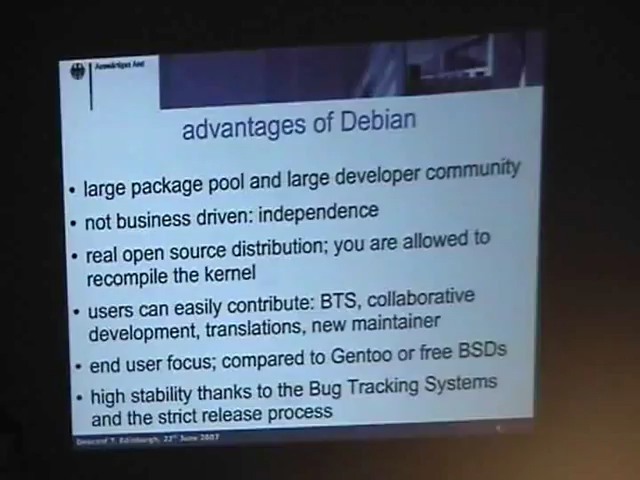 Auswärtiges Amt
advantages of Debian
• large package pool and large developer community
• not business driven: independence
• real open source distribution; you are allowed to
recompile the kernel
• users can easily contribute: BTS, collaborative
development, translations, new maintainer
• end user focus; compared to Gentoo or free BSDs
• high stability thanks to the Bug Tracking Systems
and the strict release process
Debconf 7, Edinburgh, 22nd June 2007